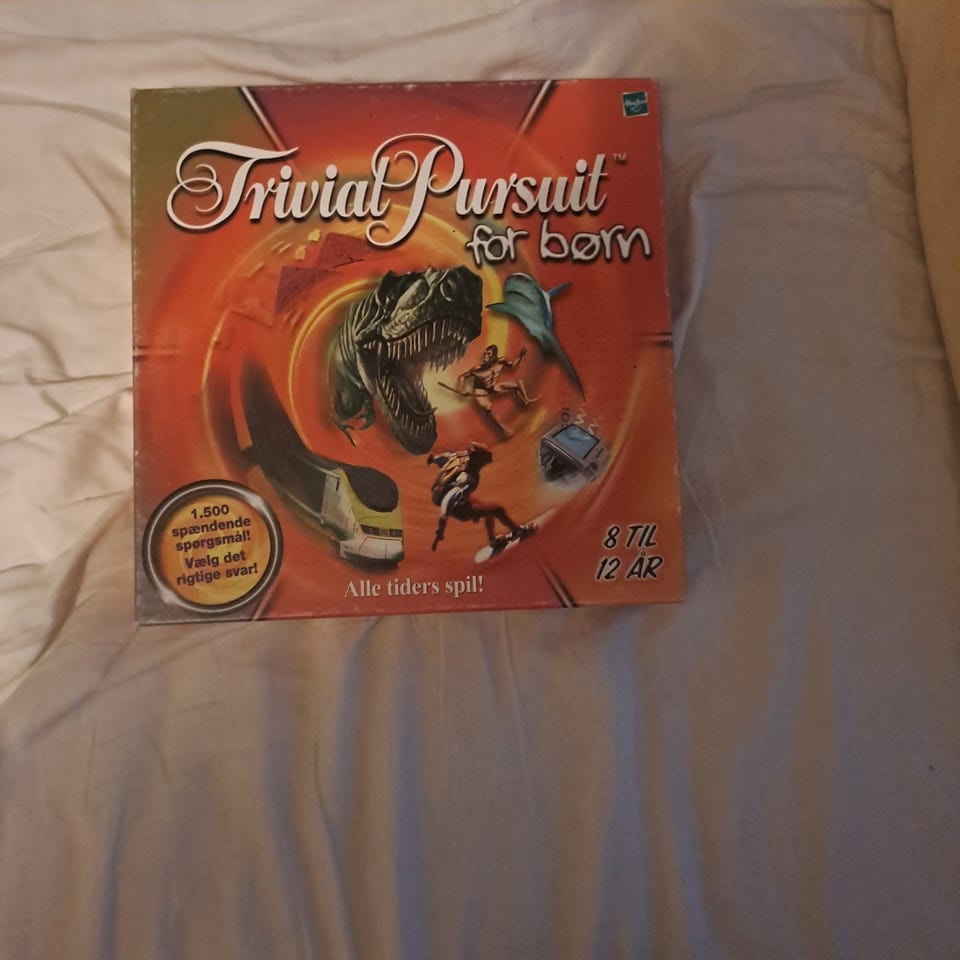 Hasbro
Trivial Pursuit™
for børn
1.500
spændende
spørgsmål!
Vælg det
rigtige svar!
8 TIL
12 ÅR
Alle tiders spil!